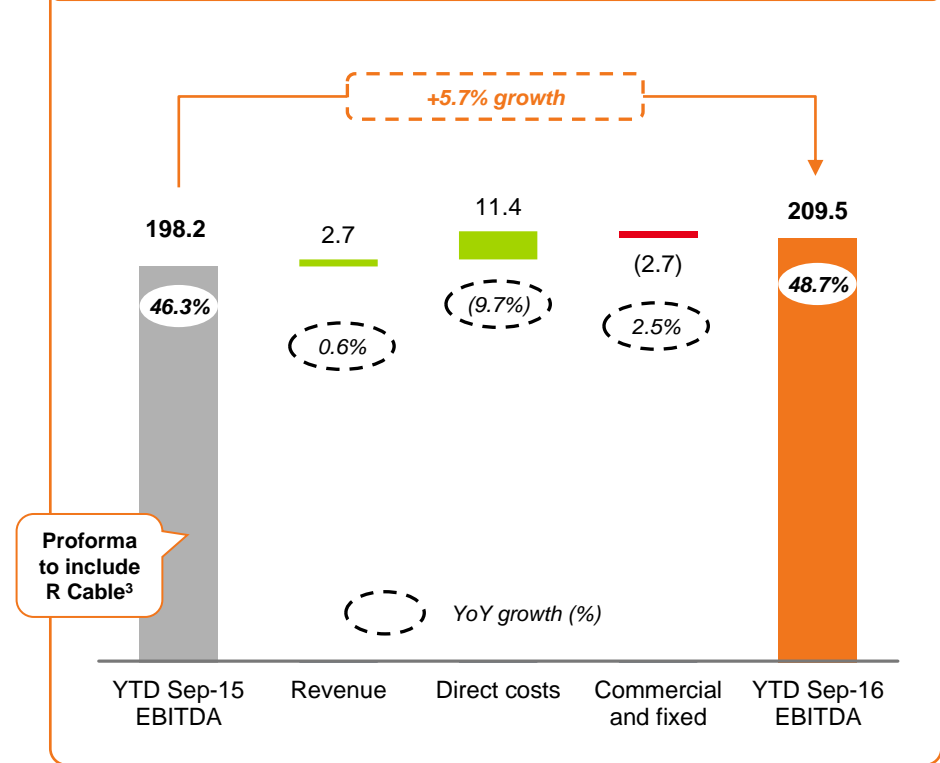 +5.7% growth
198.2
2.7
11.4
(2.7)
209.5
46.3%
0.6%
(9.7%)
2.5%
48.7%
Proforma
to include
R Cable³
YoY growth (%)
YTD Sep-15
EBITDA
Revenue
Direct costs
Commercial
and fixed
YTD Sep-16
EBITDA